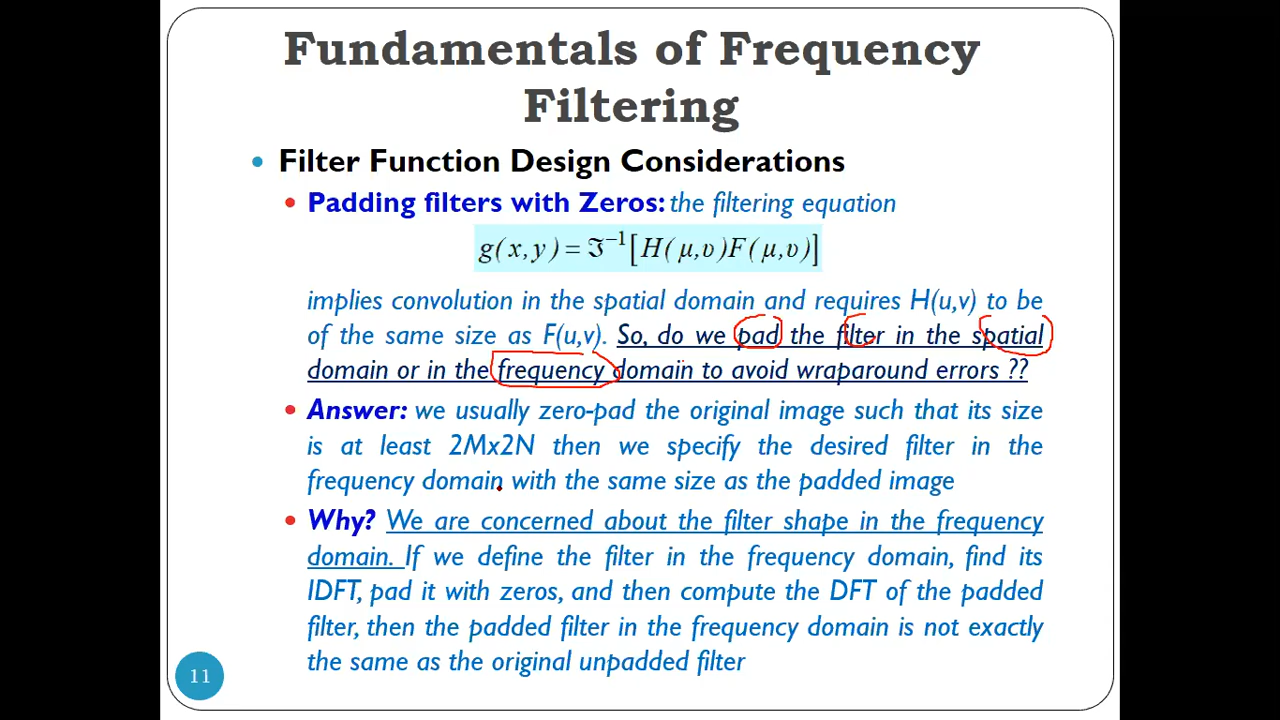 Fundamentals of Frequency
Filtering
• Filter Function Design Considerations
• Padding filters with Zeros: the filtering equation
g(x,y) = ℑ⁻¹[H(μ,υ)F(μ,υ)]
implies convolution in the spatial domain and requires H(u,v) to be
of the same size as F(u,v). So, do we pad the filter in the spatial
domain or in the frequency domain to avoid wraparound errors ??
• Answer: we usually zero-pad the original image such that its size
is at least 2Mx2N then we specify the desired filter in the
frequency domain with the same size as the padded image
• Why? We are concerned about the filter shape in the frequency
domain. If we define the filter in the frequency domain, find its
IDFT, pad it with zeros, and then compute the DFT of the padded
filter, then the padded filter in the frequency domain is not exactly
the same as the original unpadded filter
11